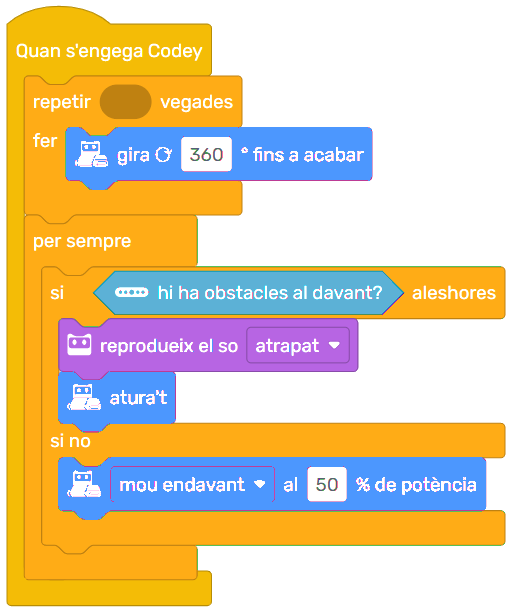 Quan s'engega Codey
repetir vegades
fer
gira 360 ° fins a acabar
per sempre
si hi ha obstacles al davant? aleshores
reprodueix el so atrapat
atura't
si no
mou endavant al 50 % de potència